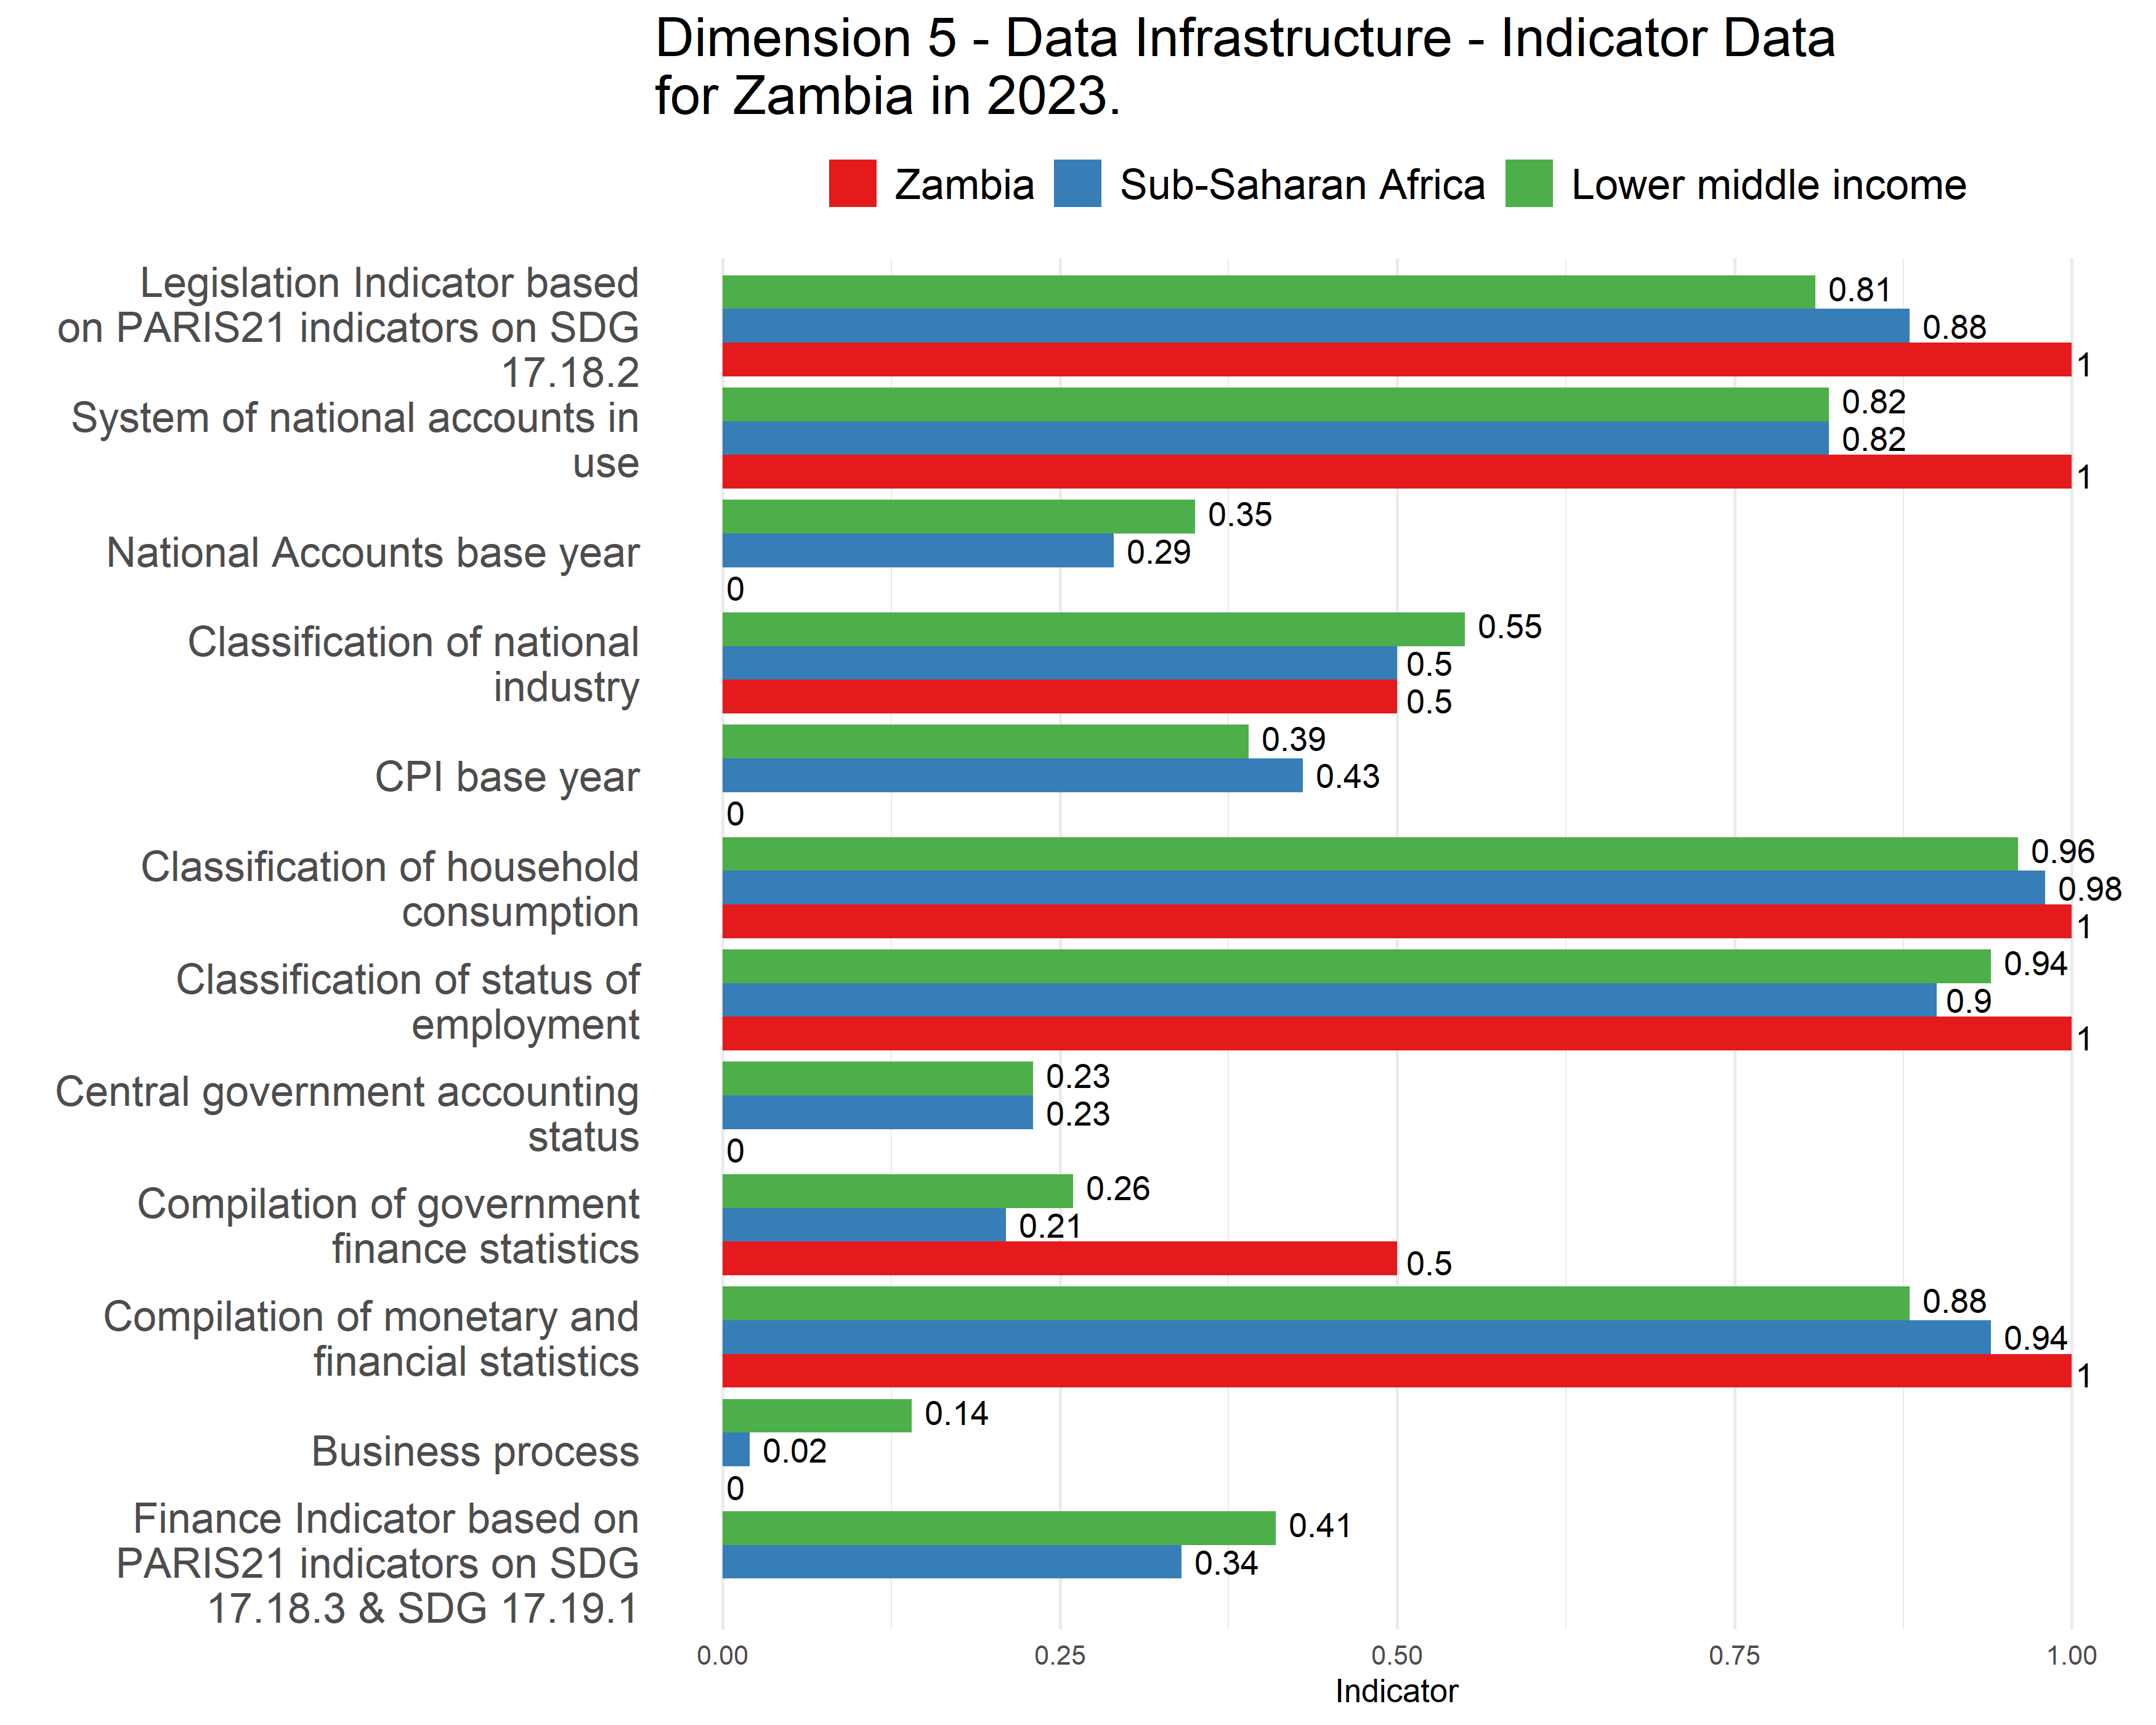 Dimension 5 - Data Infrastructure - Indicator Data
for Zambia in 2023.
Zambia
Sub-Saharan Africa
Lower middle income
Legislation Indicator based
on PARIS21 indicators on SDG
17.18.2
0.81
0.88
1
System of national accounts in
use
0.82
0.82
1
National Accounts base year
0.35
0.29
0
Classification of national
industry
0.55
0.5
0.5
CPI base year
0.39
0.43
0
Classification of household
consumption
0.96
0.98
1
Classification of status of
employment
0.94
0.9
1
Central government accounting
status
0.23
0.23
0
Compilation of government
finance statistics
0.26
0.21
0.5
Compilation of monetary and
financial statistics
0.88
0.94
1
Business process
0.14
0.02
0
Finance Indicator based on
PARIS21 indicators on SDG
17.18.3 & SDG 17.19.1
0.41
0.34
0.00
0.25
0.50
0.75
1.00
Indicator